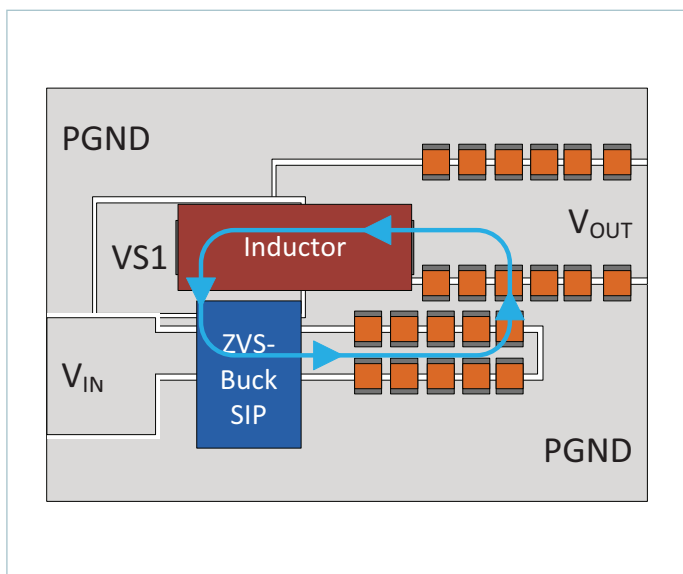 PGND
Inductor
VOUT
VS1
ZVS-
Buck
SIP
VIN
PGND